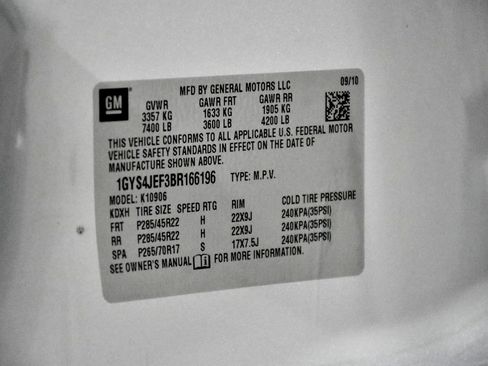 GM
MFD BY GENERAL MOTORS LLC 09/10
GVWR GAWR FRT GAWR RR
3357 KG 1633 KG 1905 KG
7400 LB 3600 LB 4200 LB
THIS VEHICLE CONFORMS TO ALL APPLICABLE U.S. FEDERAL MOTOR
VEHICLE SAFETY STANDARDS IN EFFECT ON THE DATE OF
MANUFACTURE SHOWN ABOVE.
1GYS4JEF3BR166196 TYPE: M.P.V.
MODEL: K10906
KDXH TIRE SIZE SPEED RTG RIM COLD TIRE PRESSURE
FRT P285/45R22 H 22X9J 240KPA(35PSI)
RR P285/45R22 H 22X9J 240KPA(35PSI)
SPA P265/70R17 S 17X7.5J 240KPA(35PSI)
SEE OWNER'S MANUAL FOR MORE INFORMATION.